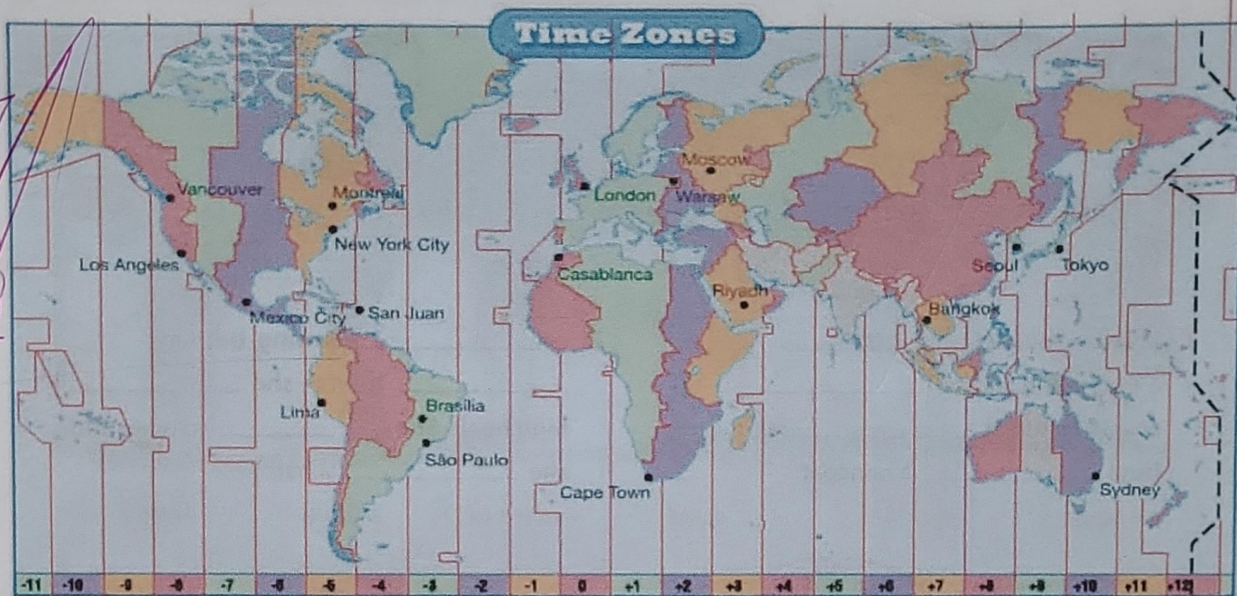 Time Zones
Moscow
Vancouver
Montreal
London
Warsaw
New York City
Los Angeles
Casablanca
Seoul
Tokyo
Riyadh
Mexico City
San Juan
Bangkok
Lima
Brasília
São Paulo
Cape Town
Sydney
-11 -10 -9 -8 -7 -6 -5 -4 -3 -2 -1 0 +1 +2 +3 +4 +5 +6 +7 +8 +9 +10 +11 +12